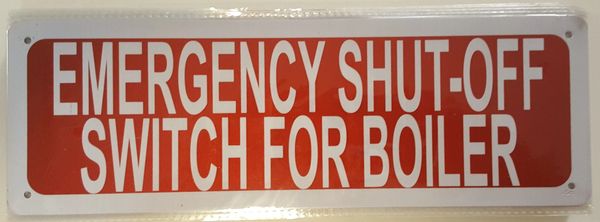 EMERGENCY SHUT-OFF
SWITCH FOR BOILER